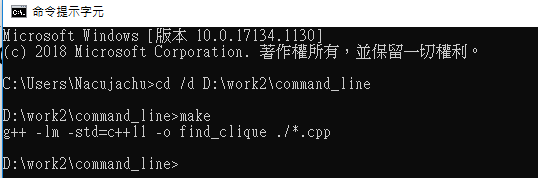 命令提示字元
Microsoft Windows [版本 10.0.17134.1130]
(c) 2018 Microsoft Corporation. 著作權所有，並保留一切權利。
C:\Users\Nacujachu>cd /d D:\work2\command_line
D:\work2\command_line>make
g++ -lm -std=c++11 -o find_clique ./*.cpp
D:\work2\command_line>